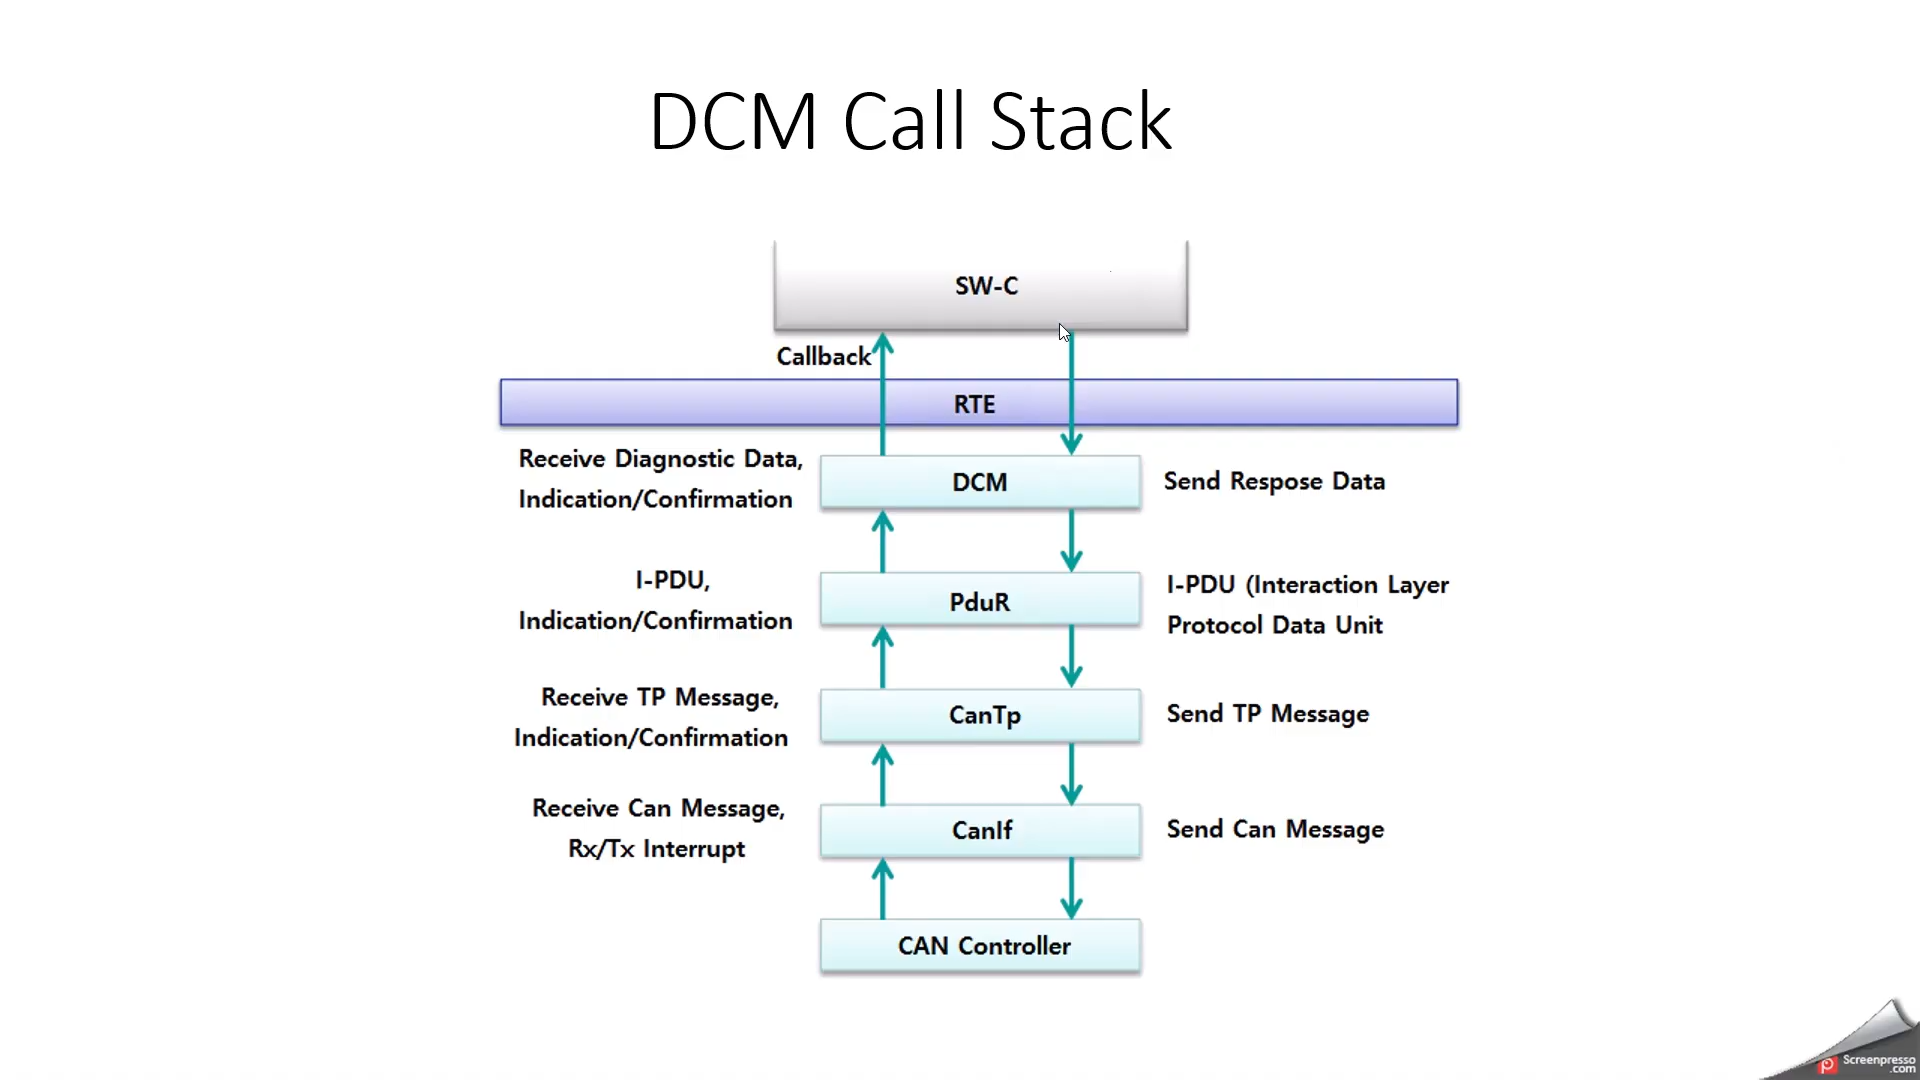 DCM Call Stack
SW-C
Callback
RTE
Receive Diagnostic Data,
Indication/Confirmation
DCM
Send Respose Data
I-PDU,
Indication/Confirmation
PduR
I-PDU (Interaction Layer
Protocol Data Unit
Receive TP Message,
Indication/Confirmation
CanTp
Send TP Message
Receive Can Message,
Rx/Tx Interrupt
CanIf
Send Can Message
CAN Controller
Screenpresso
.com